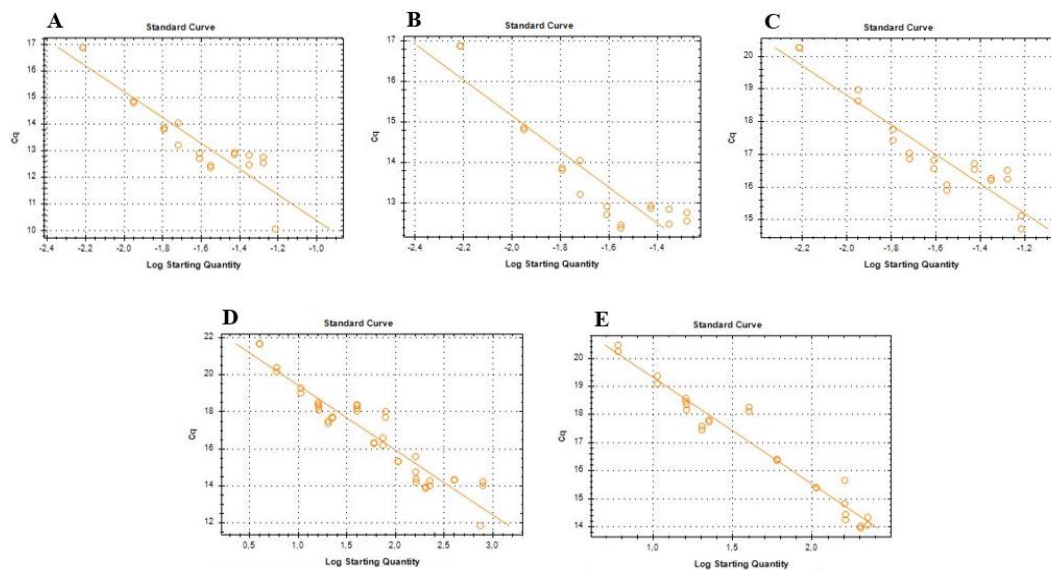 A
Standard Curve
17
16
15
14
13
12
11
10
Cq
-2,4 -2,2 -2,0 -1,8 -1,6 -1,4 -1,2 -1,0
Log Starting Quantity
B
Standard Curve
17
16
15
14
13
Cq
-2,4 -2,2 -2,0 -1,8 -1,6 -1,4
Log Starting Quantity
C
Standard Curve
20
19
18
17
16
15
Cq
-2,2 -2,0 -1,8 -1,6 -1,4 -1,2
Log Starting Quantity
D
Standard Curve
22
20
18
16
14
12
Cq
0,5 1,0 1,5 2,0 2,5 3,0
Log Starting Quantity
E
Standard Curve
20
19
18
17
16
15
14
Cq
1,0 1,5 2,0
Log Starting Quantity